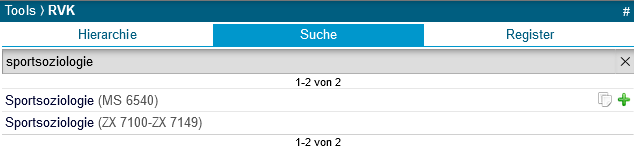 Tools ⟩ RVK #
Hierarchie Suche Register
sportsoziologie ×
1-2 von 2
Sportsoziologie (MS 6540)
Sportsoziologie (ZX 7100-ZX 7149)
1-2 von 2